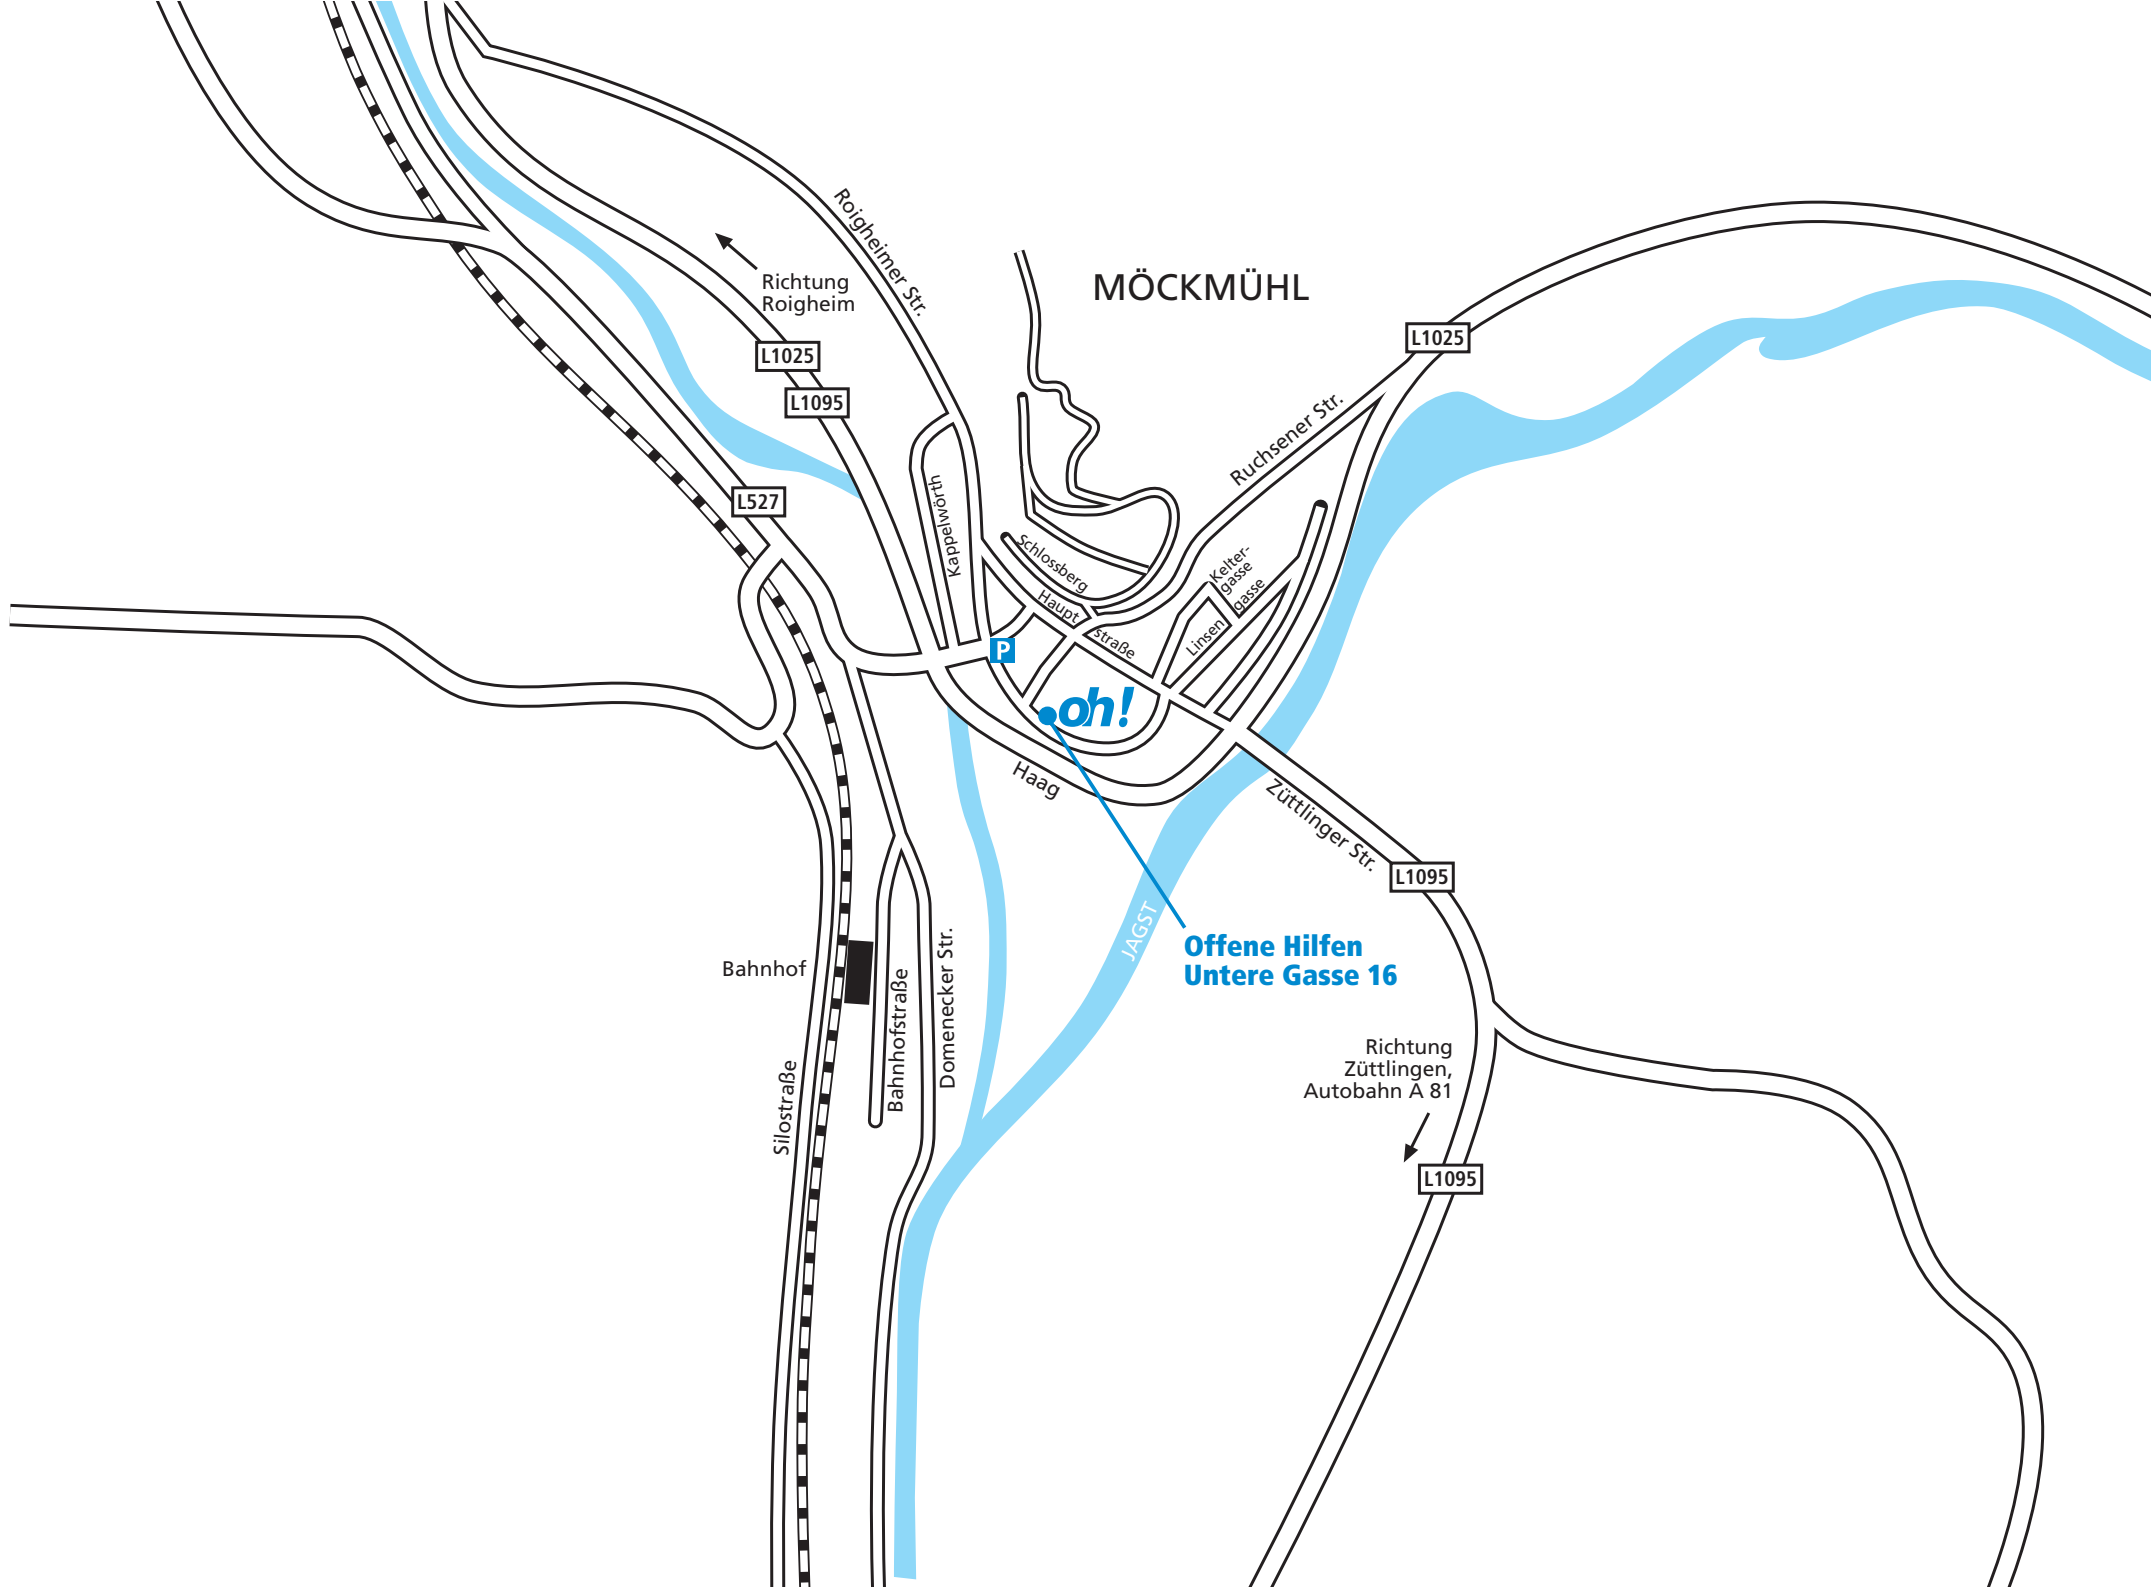 Roigheimer Str.
MÖCKMÜHL
Richtung
Roigheim
L1025
L1025
L1095
Ruchsener Str.
L527
Kappelwörth
Schlossberg
Kelter-
gasse
Haupt
straße
Linsen
gasse
P
oh!
Haag
Züttlinger Str.
L1095
JAGST
Offene Hilfen
Untere Gasse 16
Bahnhof
Bahnhofstraße
Domenecker Str.
Silostraße
Richtung
Züttlingen,
Autobahn A 81
L1095